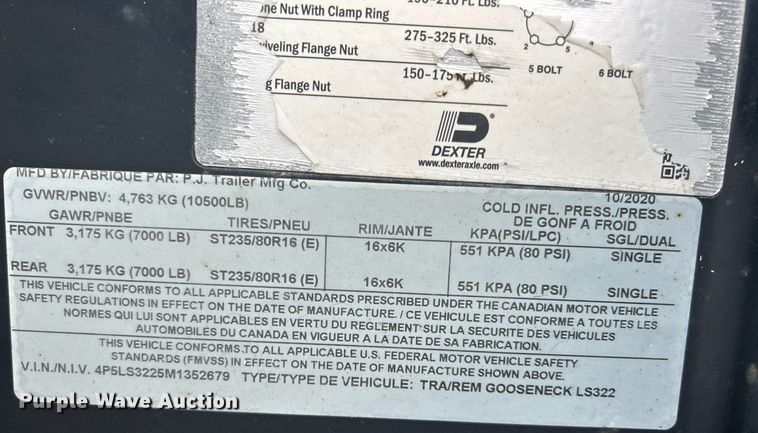 Nut With Clamp Ring
18
275-325 Ft. Lbs.
Flange Nut
150-175 Ft. Lbs.
g Flange Nut
2
5
4
5 BOLT
6 BOLT
DEXTER
www.dexteraxle.com
MFD BY/FABRIQUE PAR: P.J. Trailer Mfg Co.
10/2020
GVWR/PNBV: 4,763 KG (10500LB)
COLD INFL. PRESS./PRESS.
DE GONF A FROID
GAWR/PNBE TIRES/PNEU RIM/JANTE KPA(PSI/LPC) SGL/DUAL
FRONT 3,175 KG (7000 LB) ST235/80R16 (E) 16x6K 551 KPA (80 PSI) SINGLE
REAR 3,175 KG (7000 LB) ST235/80R16 (E) 16x6K 551 KPA (80 PSI) SINGLE
THIS VEHICLE CONFORMS TO ALL APPLICABLE STANDARDS PRESCRIBED UNDER THE CANADIAN MOTOR VEHICLE
SAFETY REGULATIONS IN EFFECT ON THE DATE OF MANUFACTURE. / CE VEHICULE EST CONFORME A TOUTES LES
NORMES QUI LUI SONT APPLICABLES EN VERTU DU REGLEMENT SUR LA SECURITE DES VEHICULES
AUTOMOBILES DU CANADA EN VIGUEUR A LA DATE DE SA FABRICATION.
THIS VEHICLE CONFORMS TO ALL APPLICABLE U.S. FEDERAL MOTOR VEHICLE SAFETY
STANDARDS (FMVSS) IN EFFECT ON THE DATE OF MANUFACTURE SHOWN ABOVE.
V.I.N./N.I.V. 4P5LS3225M1352679 TYPE/TYPE DE VEHICULE: TRA/REM GOOSENECK LS322
Purple Wave Auction